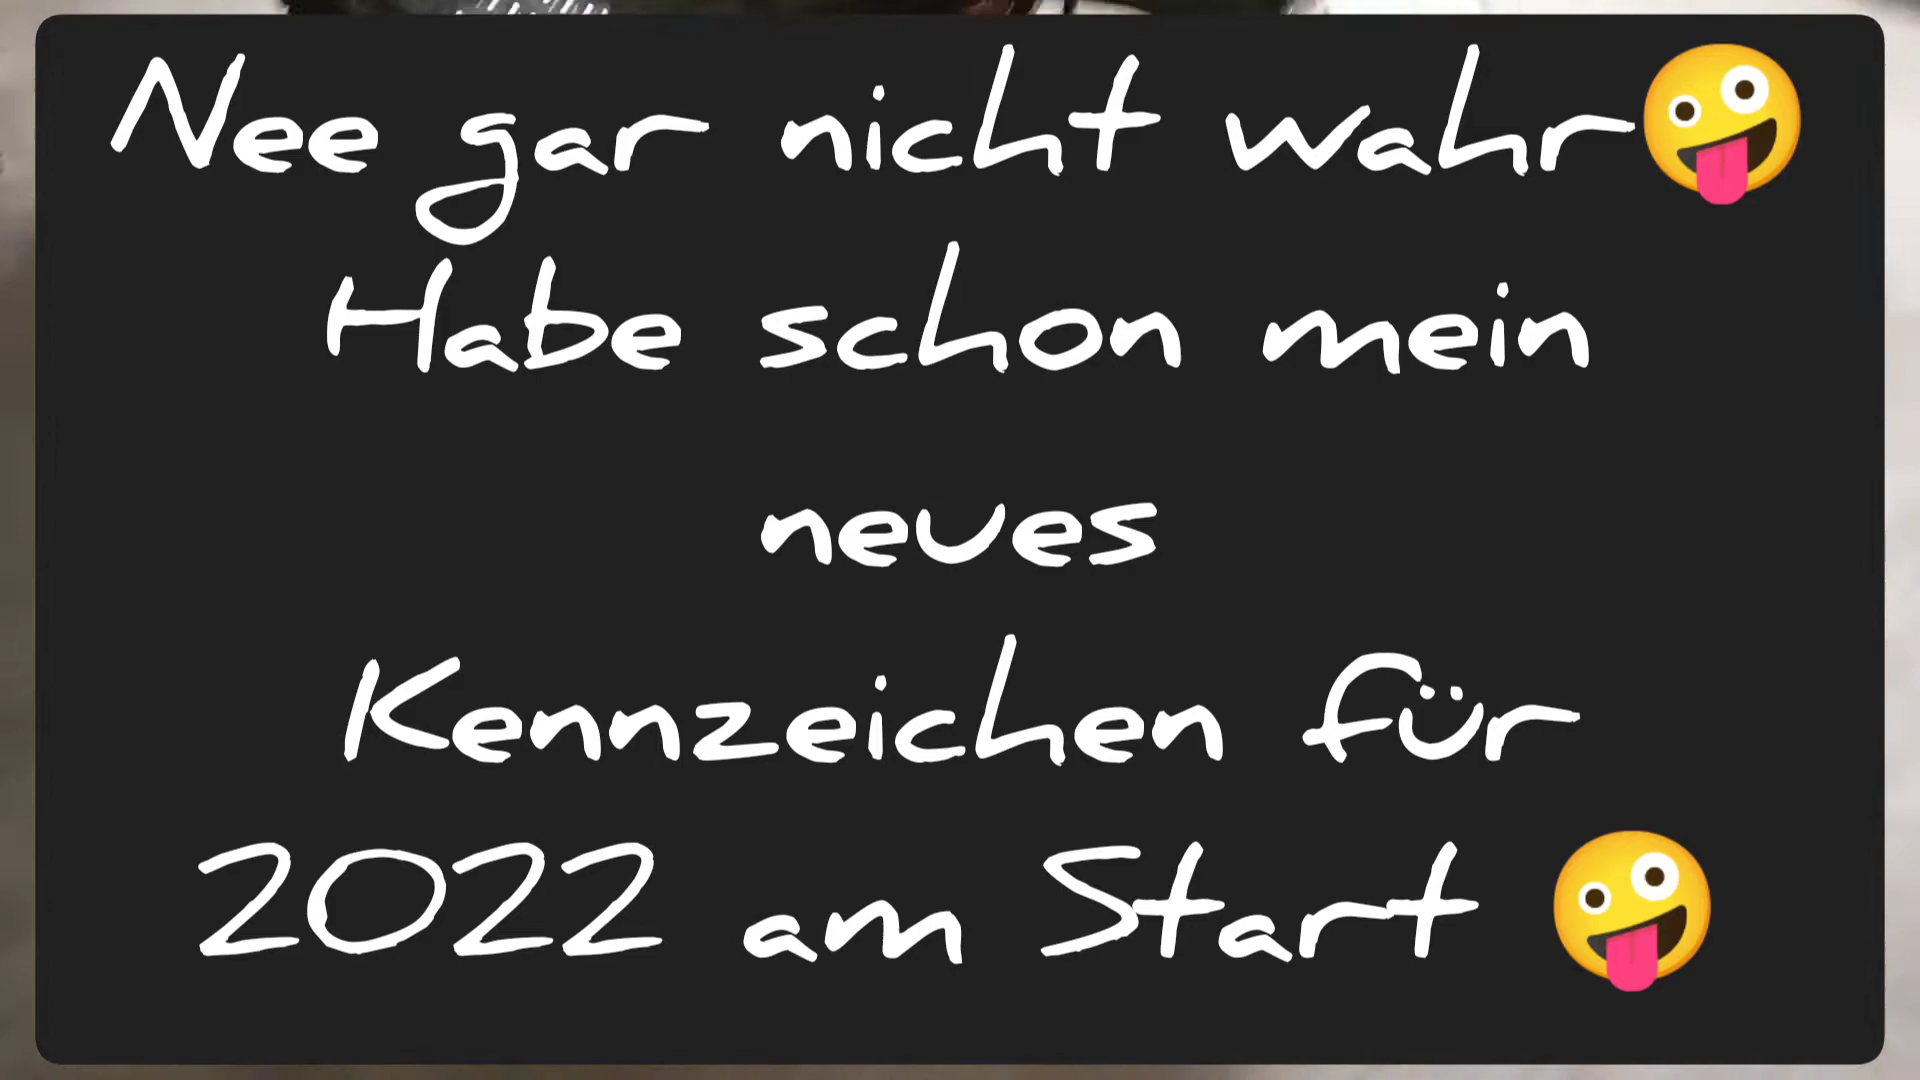 Nee gar nicht wahr🤪
Habe schon mein
neues
Kennzeichen für
2022 am Start 🤪